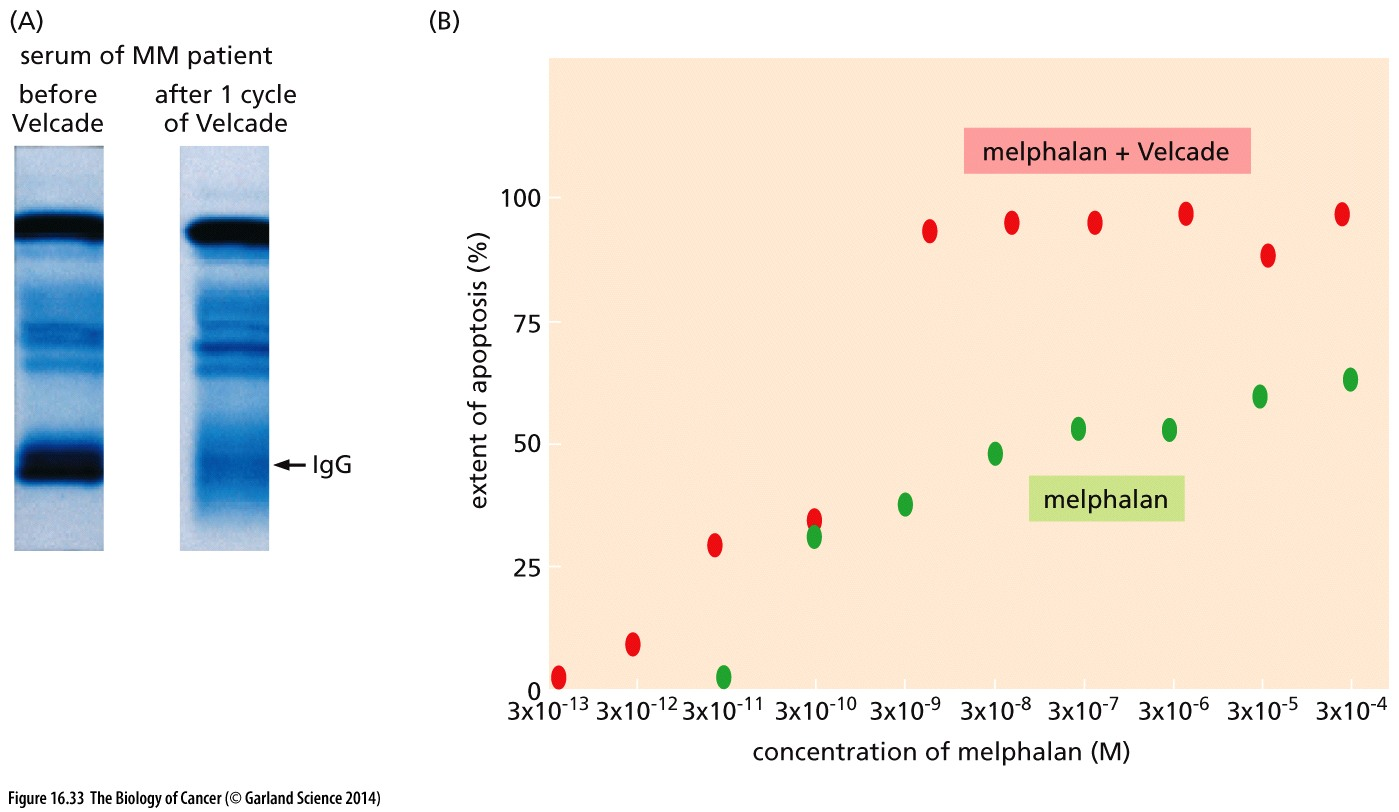 (A)
serum of MM patient
before
Velcade
after 1 cycle
of Velcade
IgG
(B)
melphalan + Velcade
melphalan
extent of apoptosis (%)
100
75
50
25
0
3x10⁻¹³ 3x10⁻¹² 3x10⁻¹¹ 3x10⁻¹⁰ 3x10⁻⁹ 3x10⁻⁸ 3x10⁻⁷ 3x10⁻⁶ 3x10⁻⁵ 3x10⁻⁴
concentration of melphalan (M)
Figure 16.33 The Biology of Cancer (© Garland Science 2014)